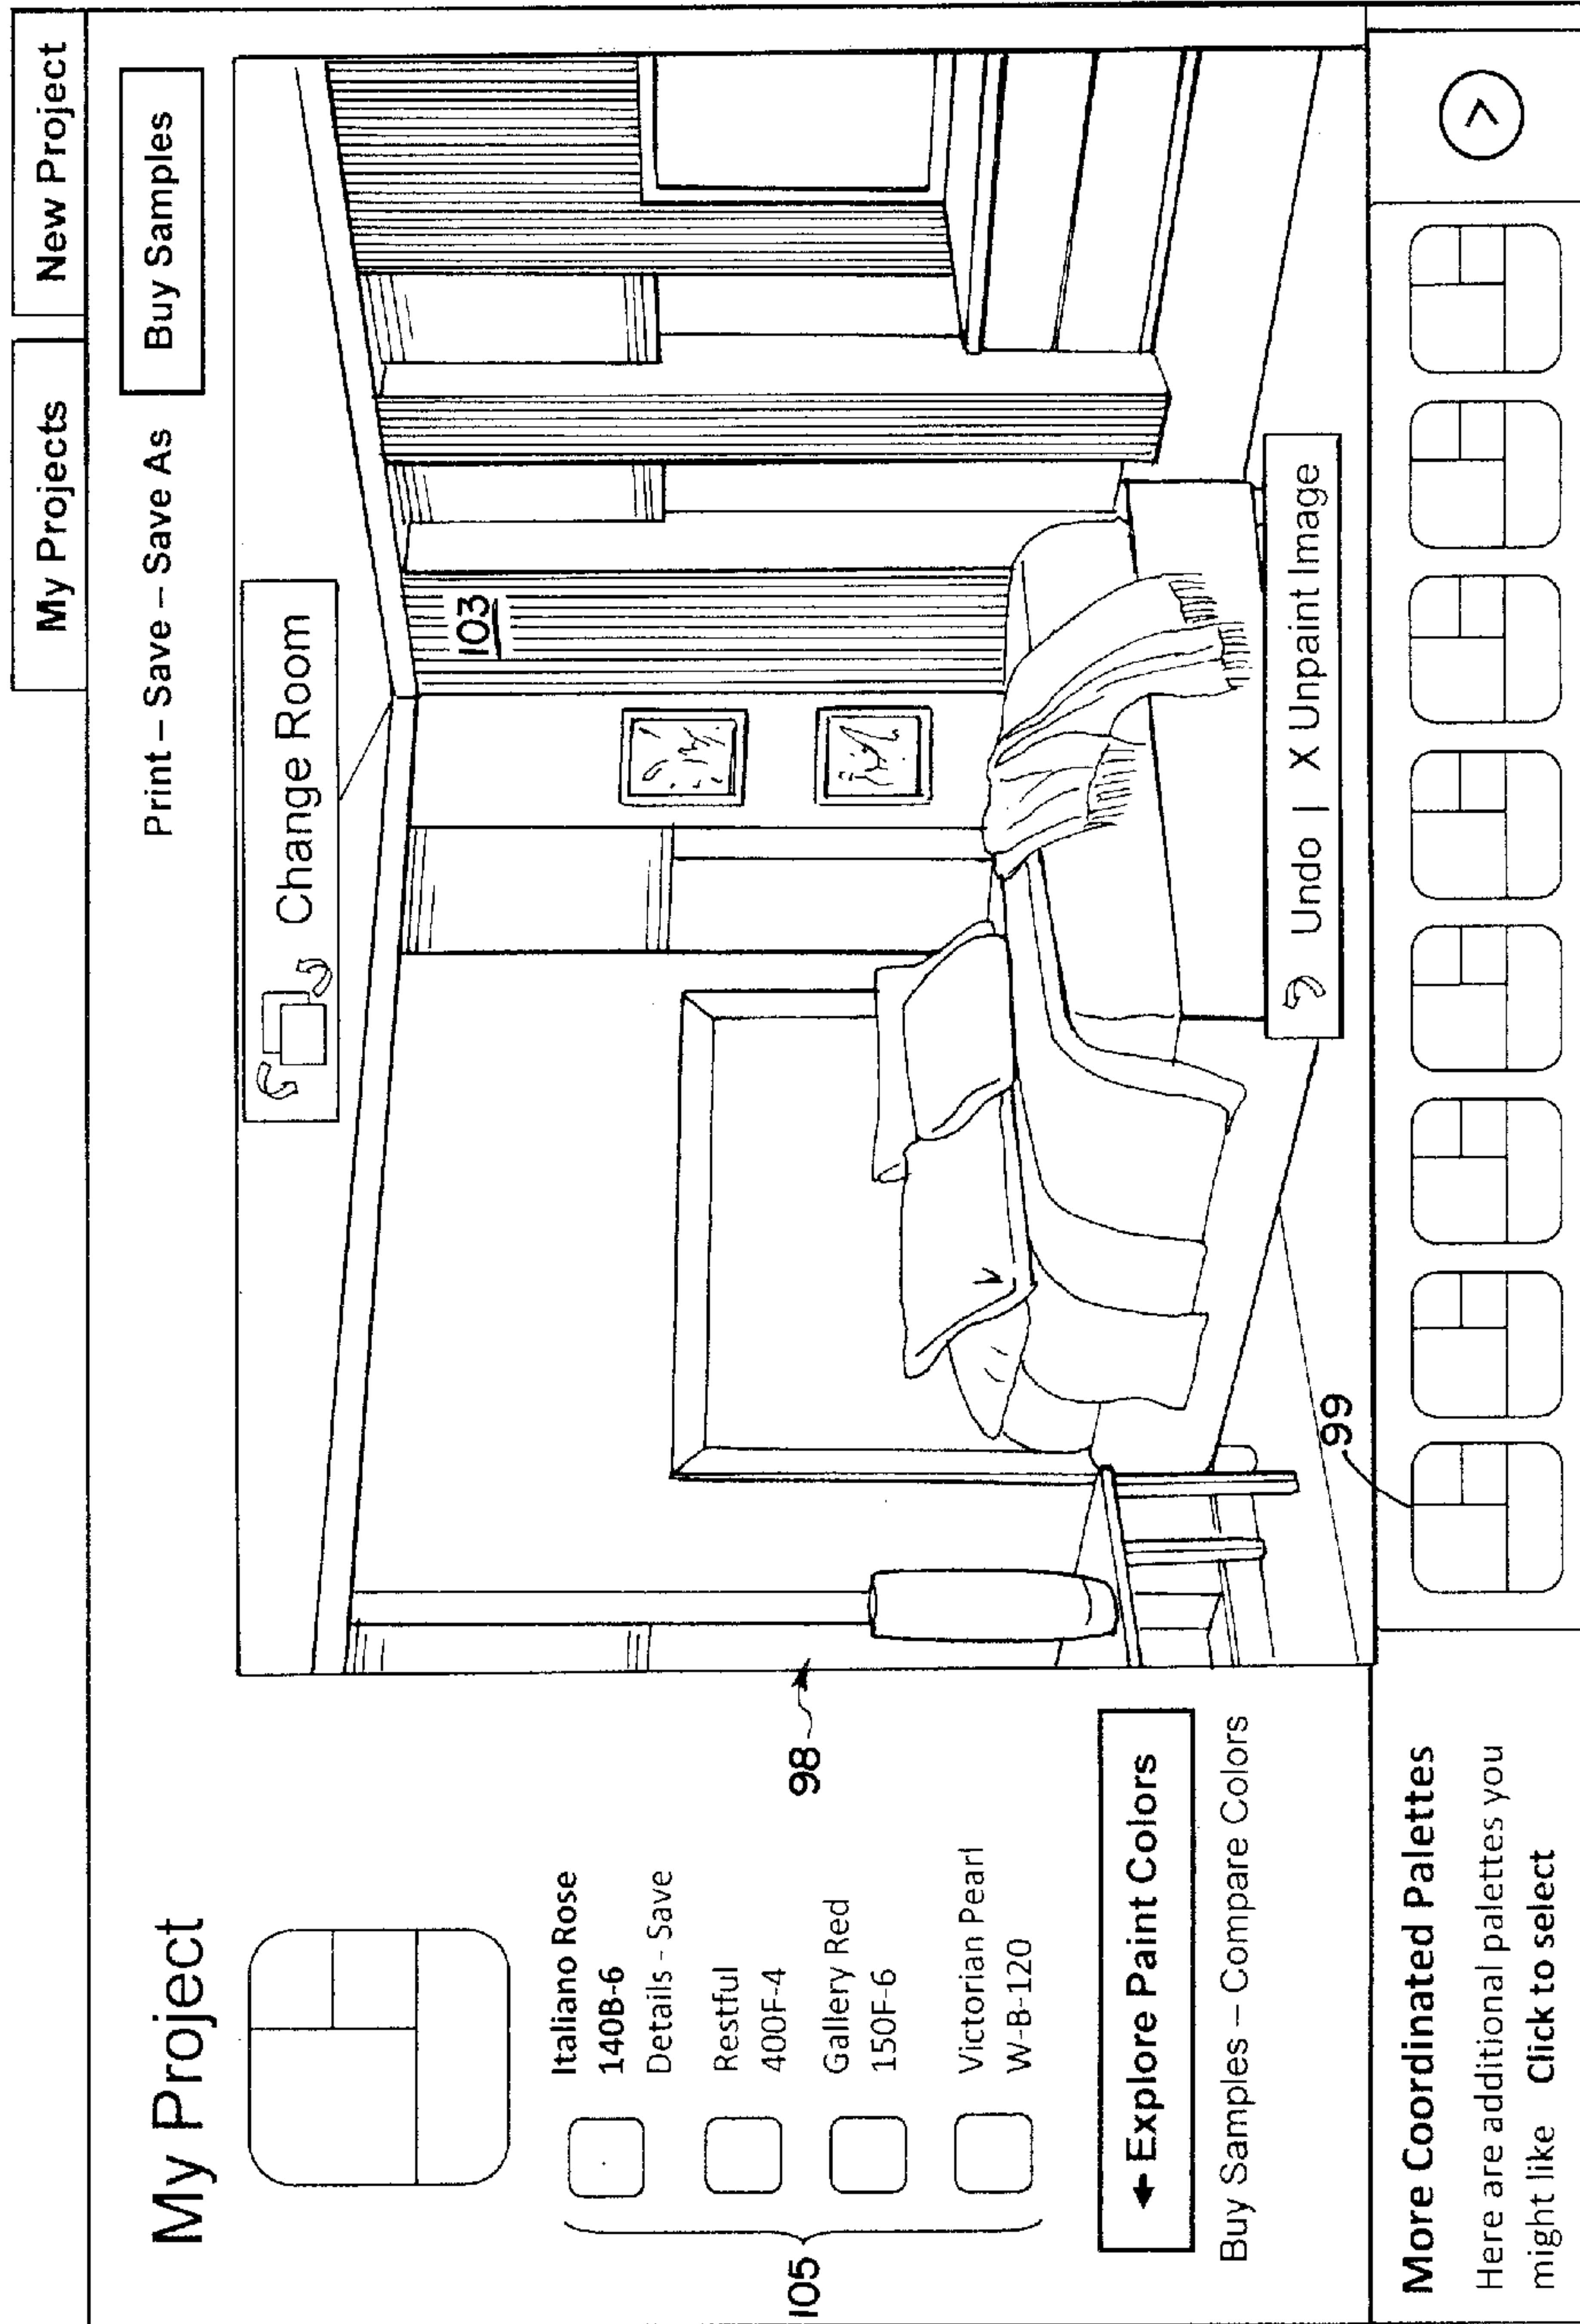 My Projects
New Project
My Project
Print – Save – Save As
Buy Samples
Change Room
103
Italiano Rose
140B-6
Details - Save
Restful
400F-4
Gallery Red
150F-6
Victorian Pearl
W-B-120
105
98
Explore Paint Colors
Buy Samples – Compare Colors
Undo | X Unpaint Image
99
More Coordinated Palettes
Here are additional palettes you
might like Click to select